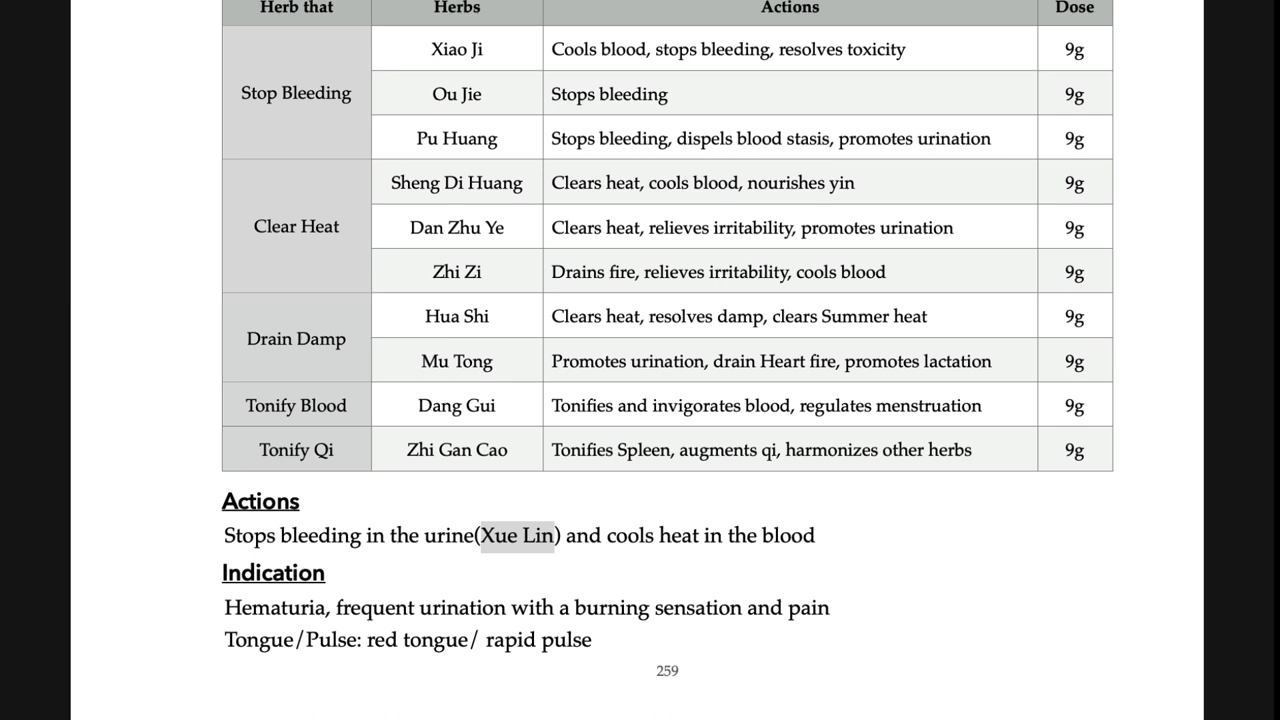 Herb that Herbs Actions Dose
Stop Bleeding
Xiao Ji Cools blood, stops bleeding, resolves toxicity 9g
Ou Jie Stops bleeding 9g
Pu Huang Stops bleeding, dispels blood stasis, promotes urination 9g
Clear Heat
Sheng Di Huang Clears heat, cools blood, nourishes yin 9g
Dan Zhu Ye Clears heat, relieves irritability, promotes urination 9g
Zhi Zi Drains fire, relieves irritability, cools blood 9g
Drain Damp
Hua Shi Clears heat, resolves damp, clears Summer heat 9g
Mu Tong Promotes urination, drain Heart fire, promotes lactation 9g
Tonify Blood Dang Gui Tonifies and invigorates blood, regulates menstruation 9g
Tonify Qi Zhi Gan Cao Tonifies Spleen, augments qi, harmonizes other herbs 9g
Actions
Stops bleeding in the urine(Xue Lin) and cools heat in the blood
Indication
Hematuria, frequent urination with a burning sensation and pain
Tongue/Pulse: red tongue/ rapid pulse
259